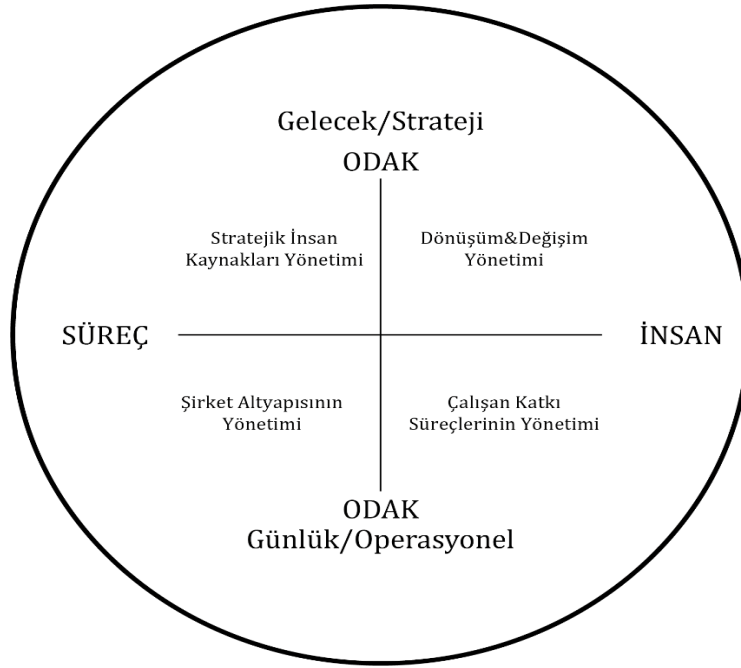 Gelecek/Strateji
ODAK
Stratejik İnsan
Kaynakları Yönetimi
Dönüşüm&Değişim
Yönetimi
SÜREÇ
İNSAN
Şirket Altyapısının
Yönetimi
Çalışan Katkı
Süreçlerinin Yönetimi
ODAK
Günlük/Operasyonel